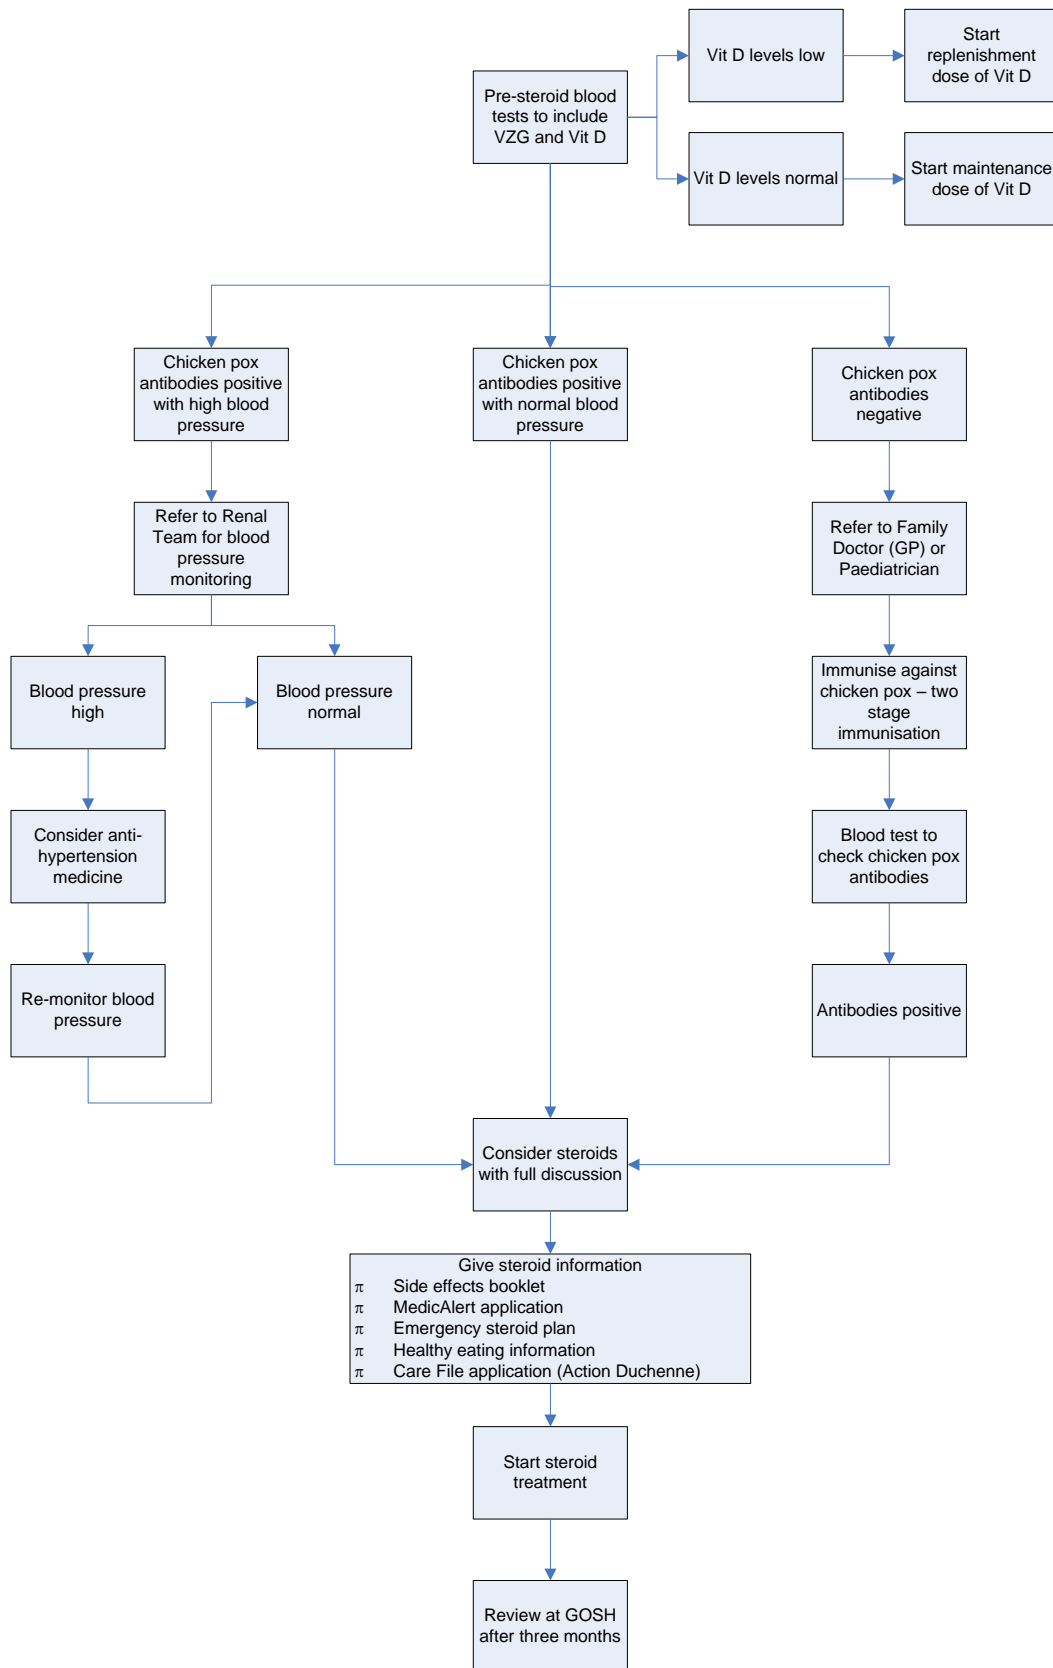 Pre-steroid blood
tests to include
VZG and Vit D
Vit D levels low
Start
replenishment
dose of Vit D
Vit D levels normal
Start maintenance
dose of Vit D
Chicken pox
antibodies positive
with high blood
pressure
Chicken pox
antibodies positive
with normal blood
pressure
Chicken pox
antibodies
negative
Refer to Renal
Team for blood
pressure
monitoring
Refer to Family
Doctor (GP) or
Paediatrician
Blood pressure
high
Blood pressure
normal
Immunise against
chicken pox – two
stage
immunisation
Consider anti-
hypertension
medicine
Blood test to
check chicken pox
antibodies
Re-monitor blood
pressure
Antibodies positive
Consider steroids
with full discussion
Give steroid information
π Side effects booklet
π MedicAlert application
π Emergency steroid plan
π Healthy eating information
π Care File application (Action Duchenne)
Start steroid
treatment
Review at GOSH
after three months